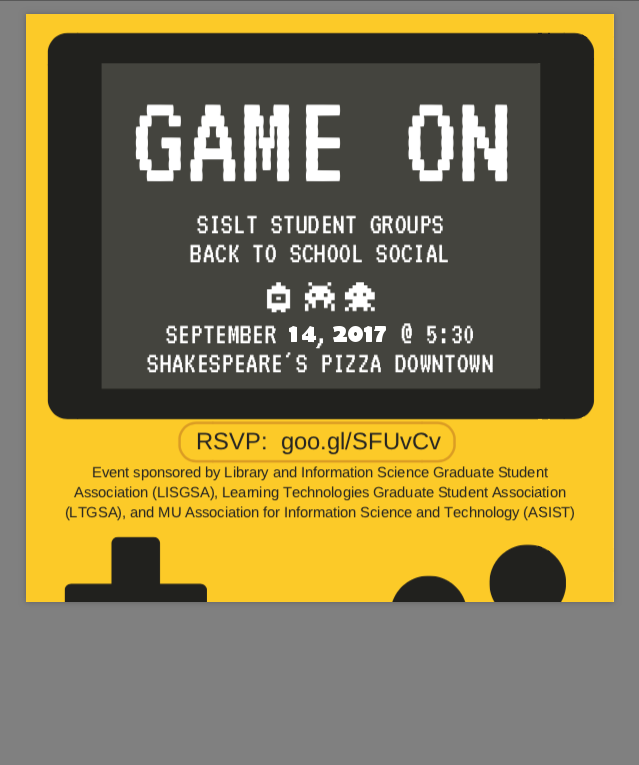 GAME ON
SISLT STUDENT GROUPS
BACK TO SCHOOL SOCIAL
SEPTEMBER 14, 2017 @ 5:30
SHAKESPEARE´S PIZZA DOWNTOWN
RSVP: goo.gl/SFUvCv
Event sponsored by Library and Information Science Graduate Student
Association (LISGSA), Learning Technologies Graduate Student Association
(LTGSA), and MU Association for Information Science and Technology (ASIST)